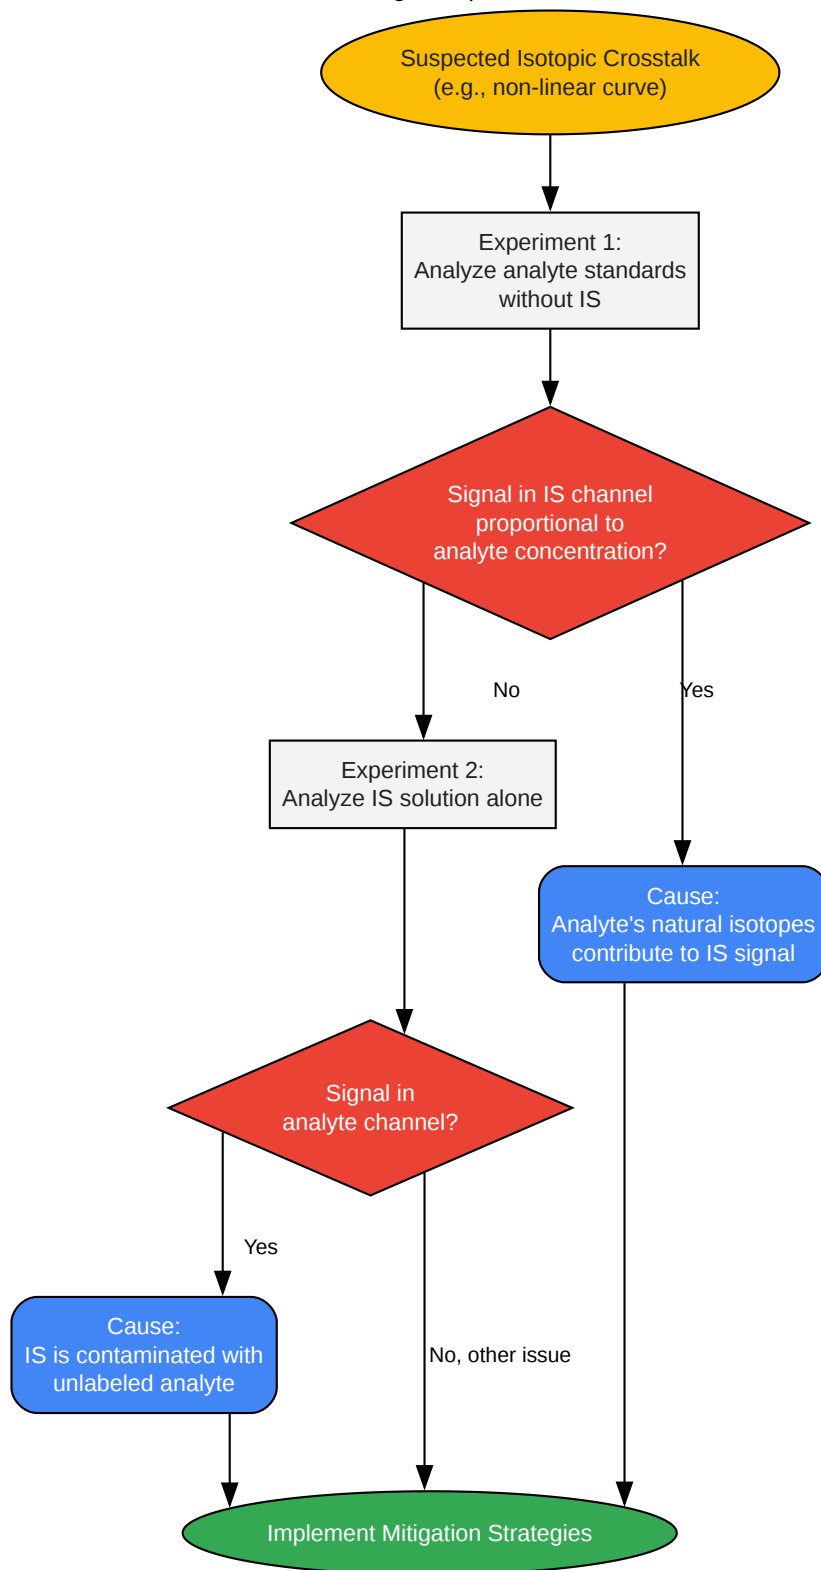 Suspected Isotopic Crosstalk
(e.g., non-linear curve)
Experiment 1:
Analyze analyte standards
without IS
Signal in IS channel
proportional to
analyte concentration?
No
Yes
Experiment 2:
Analyze IS solution alone
Cause:
Analyte's natural isotopes
contribute to IS signal
Signal in
analyte channel?
Yes
No, other issue
Cause:
IS is contaminated with
unlabeled analyte
Implement Mitigation Strategies